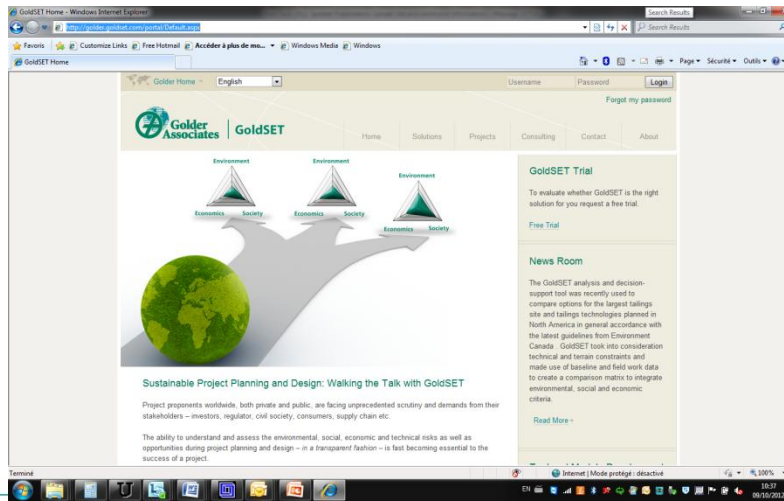 GoldSET Home - Windows Internet Explorer
Search Results
http://golder.goldset.com/portal/Default.aspx
Search Results
Favoris Customize Links Free Hotmail Accéder à plus de mo... Windows Media Windows
GoldSET Home
Page Sécurité Outils
Golder Home English Username Password Login
Forgot my password
Golder Associates GoldSET
Home Solutions Projects Consulting Contact About
Environment
Economics Society
Environment
Economics Society
Environment
Economics Society
Sustainable Project Planning and Design: Walking the Talk with GoldSET
Project proponents worldwide, both private and public, are facing unprecedented scrutiny and demands from their
stakeholders – investors, regulator, civil society, consumers, supply chain etc.
The ability to understand and assess the environmental, social, economic and technical risks as well as
opportunities during project planning and design – in a transparent fashion – is fast becoming essential to the
success of a project.
GoldSET Trial
To evaluate whether GoldSET is the right
solution for you request a free trial.
Free Trial
News Room
The GoldSET analysis and decision-
support tool was recently used to
compare options for the largest tailings
site and tailings technologies planned in
North America in general accordance with
the latest guidelines from Environment
Canada . GoldSET took into consideration
technical and terrain constraints and
made use of baseline and field work data
to create a comparison matrix to integrate
environmental, social and economic
criteria.
Read More
Terminé
Internet | Mode protégé : désactivé
100%
EN
10:37